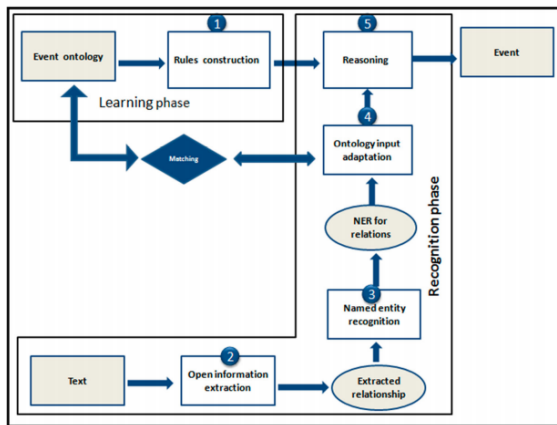 1
5
Event ontology
Rules construction
Reasoning
Event
Learning phase
4
Matching
Ontology input
adaptation
NER for
relations
Recognition phase
3
Named entity
recognition
2
Text
Open information
extraction
Extracted
relationship